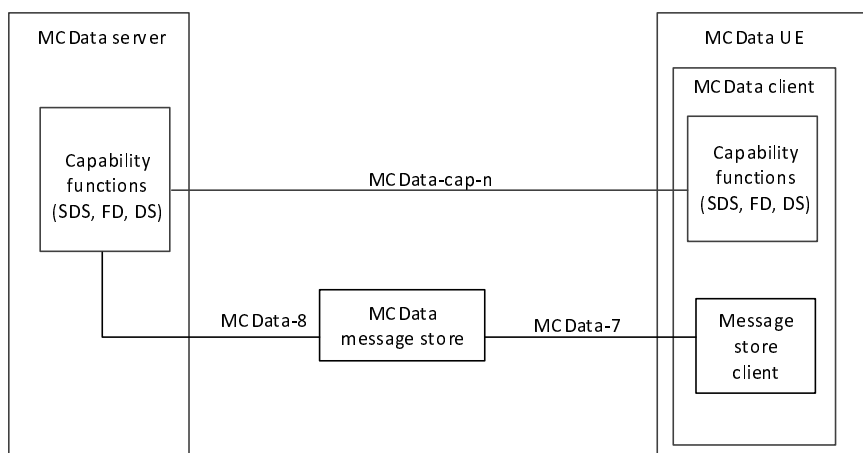 MCData server
MCData UE
MCData client
Capability
functions
(SDS, FD, DS)
MCData-cap-n
Capability
functions
(SDS, FD, DS)
MCData-8
MCData
message store
MCData-7
Message
store
client